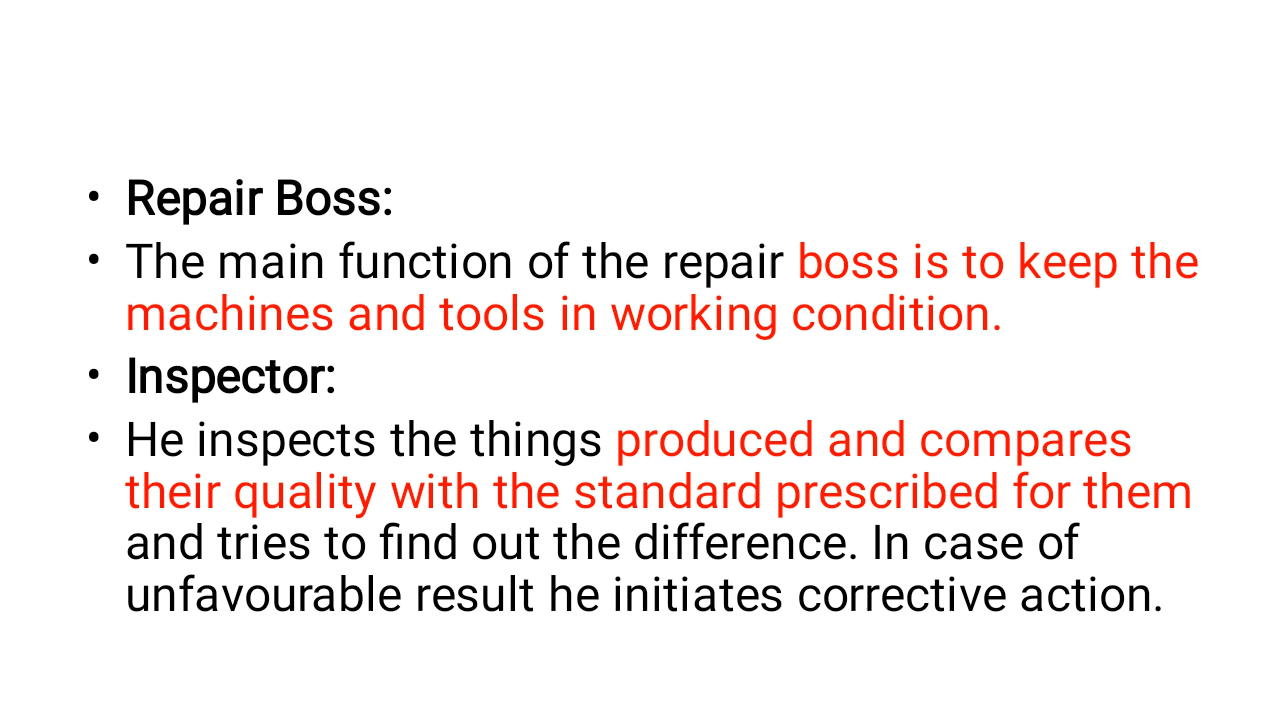 • Repair Boss:
• The main function of the repair boss is to keep the
machines and tools in working condition.
• Inspector:
• He inspects the things produced and compares
their quality with the standard prescribed for them
and tries to find out the difference. In case of
unfavourable result he initiates corrective action.